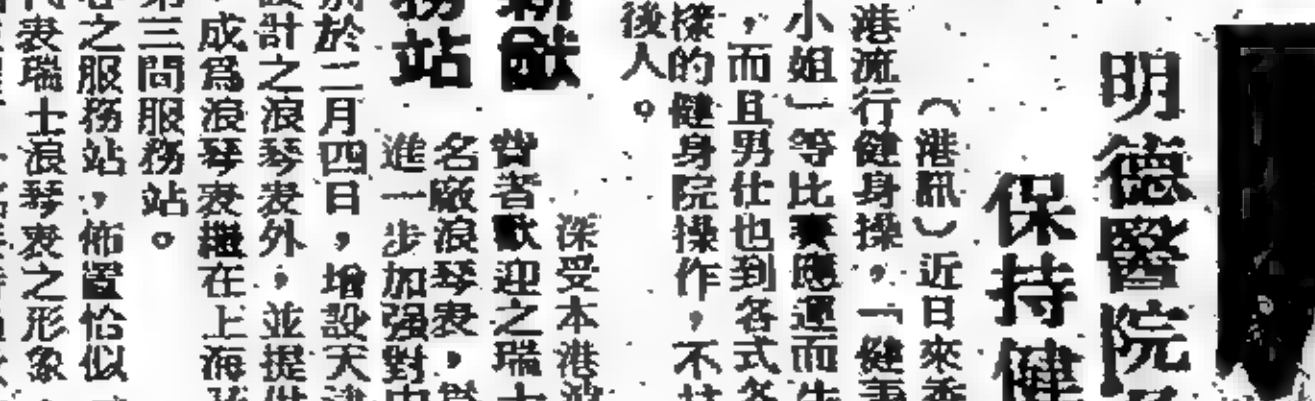 明德醫院
保持健
（港訊）近日來香
港流行健身操，「健
小姐」等比賽應運而生
，而且男仕也到各式各
樣的健身院操作，不
後人。
務站
深受本港
費者歡迎之瑞士
名廠浪琴表，為
進一步加强對中
於二月四日，增設天津
設計之浪琴表外，並提供
成爲浪琴表繼在上海
第三間服務站。
之服務站，佈置恰似
代表瑞士浪琴表之形象